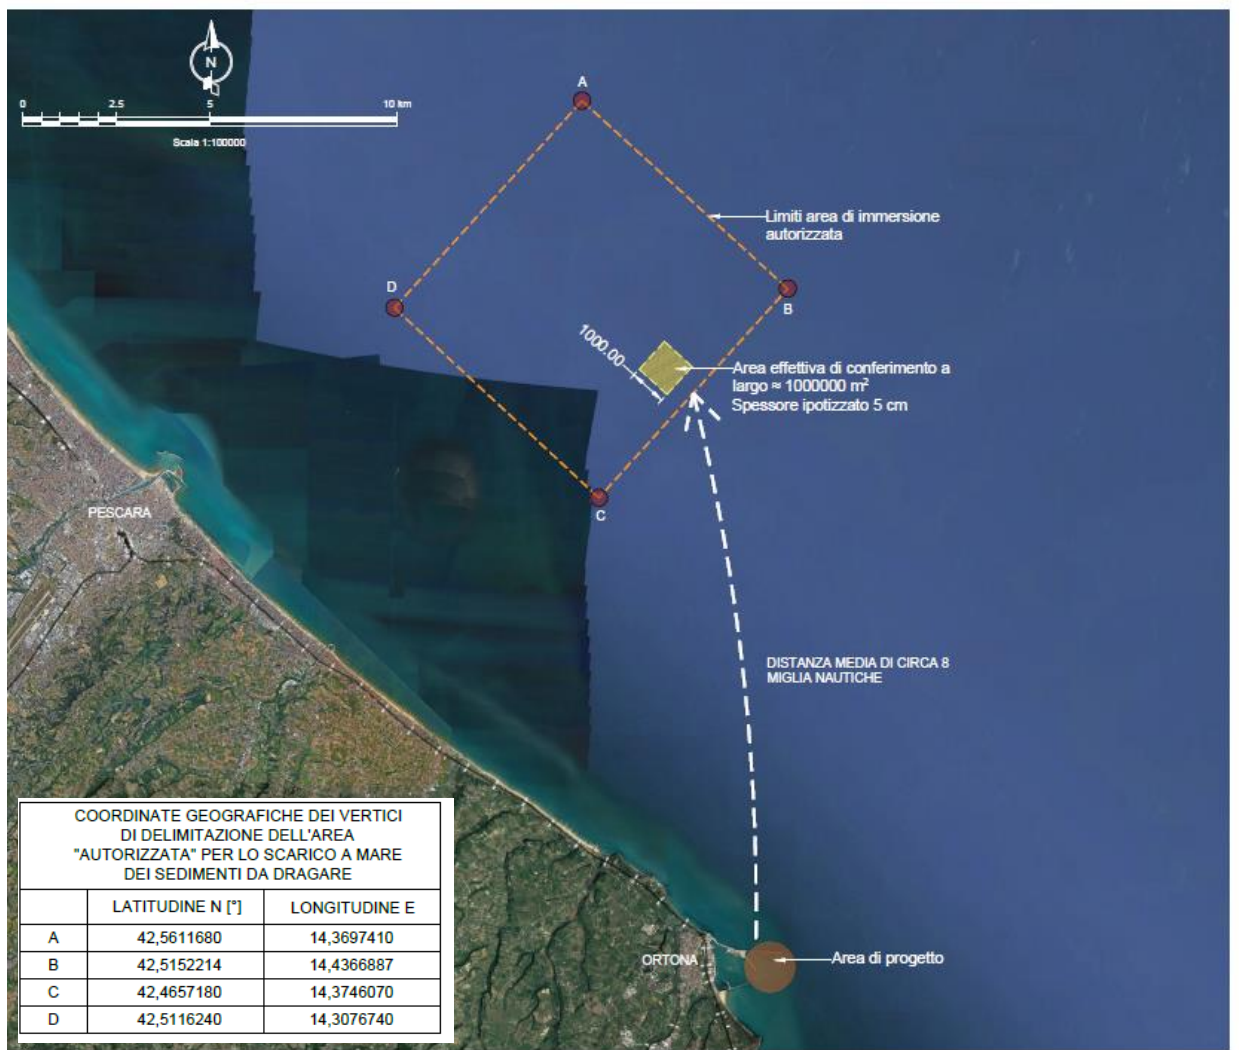 N
0 2.5 5 10 km
Scala 1:100000
A
Limiti area di immersione
autorizzata
D
B
1000.00
Area effettiva di conferimento a
largo ≈ 1000000 m²
Spessore ipotizzato 5 cm
C
PESCARA
DISTANZA MEDIA DI CIRCA 8
MIGLIA NAUTICHE
ORTONA
Area di progetto
COORDINATE GEOGRAFICHE DEI VERTICI
DI DELIMITAZIONE DELL'AREA
"AUTORIZZATA" PER LO SCARICO A MARE
DEI SEDIMENTI DA DRAGARE
LATITUDINE N [°] LONGITUDINE E
A 42,5611680 14,3697410
B 42,5152214 14,4366887
C 42,4657180 14,3746070
D 42,5116240 14,3076740